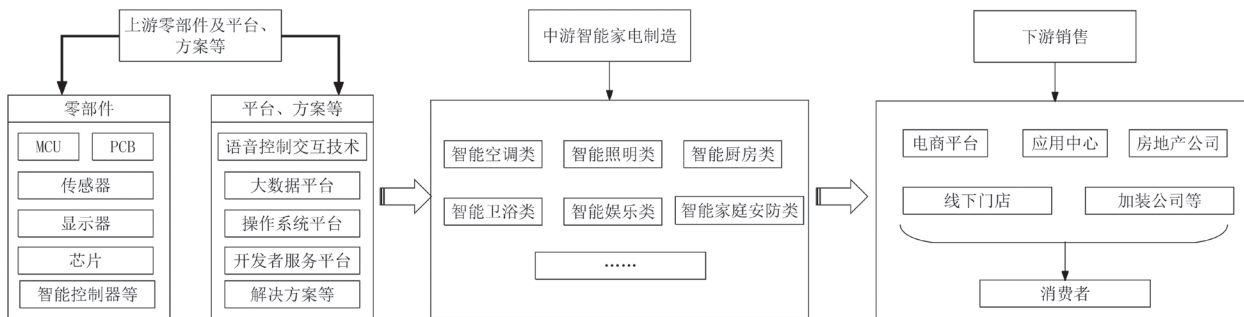 上游零部件及平台、
方案等
零部件
MCU
PCB
传感器
显示器
芯片
智能控制器等
平台、方案等
语音控制交互技术
大数据平台
操作系统平台
开发者服务平台
解决方案等
中游智能家电制造
智能空调类
智能照明类
智能厨房类
智能卫浴类
智能娱乐类
智能家庭安防类
……
下游销售
电商平台
应用中心
房地产公司
线下门店
加装公司等
消费者